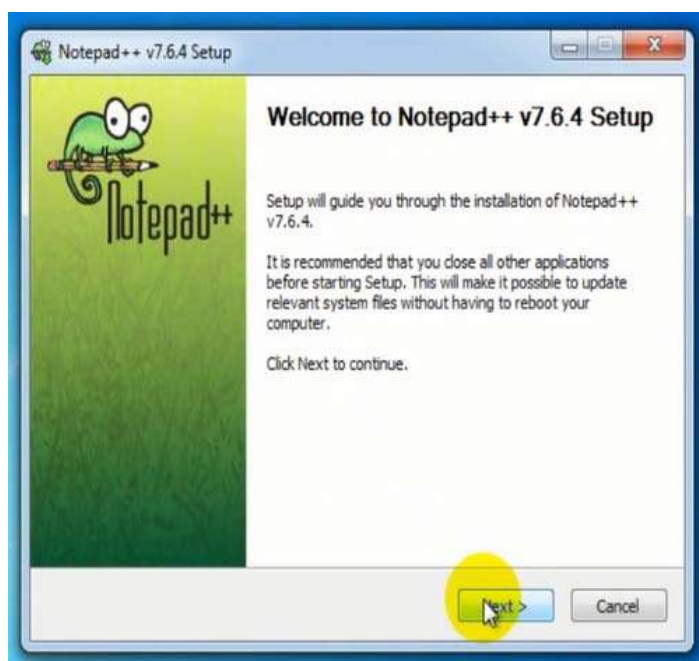 Notepad++ v7.6.4 Setup
Notepad++
Welcome to Notepad++ v7.6.4 Setup
Setup will guide you through the installation of Notepad++
v7.6.4.
It is recommended that you close all other applications
before starting Setup. This will make it possible to update
relevant system files without having to reboot your
computer.
Click Next to continue.
Next >
Cancel